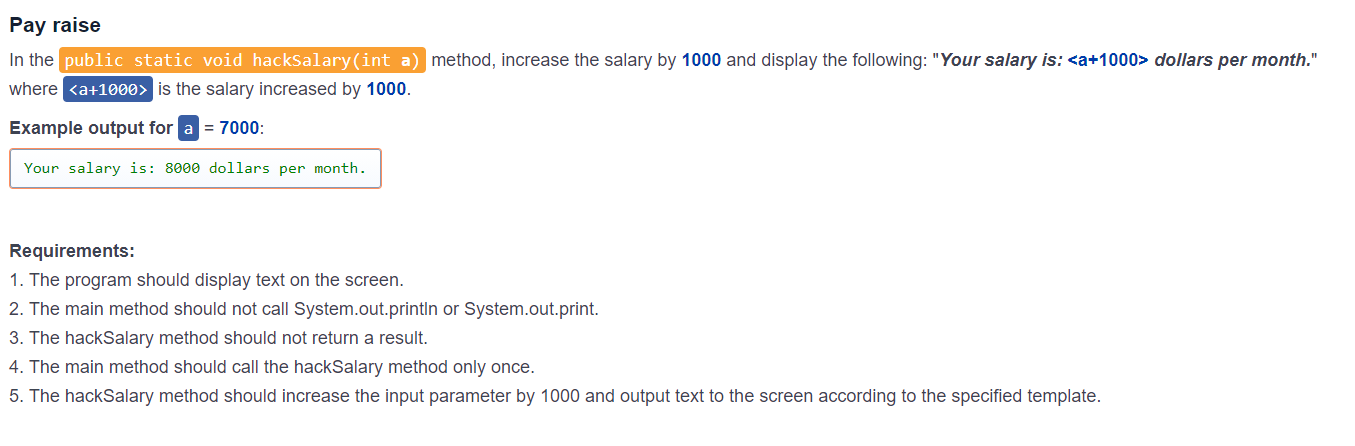 Pay raise
In the public static void hackSalary(int a) method, increase the salary by 1000 and display the following: "Your salary is: <a+1000> dollars per month."
where <a+1000> is the salary increased by 1000.
Example output for a = 7000:
Your salary is: 8000 dollars per month.
Requirements:
1. The program should display text on the screen.
2. The main method should not call System.out.println or System.out.print.
3. The hackSalary method should not return a result.
4. The main method should call the hackSalary method only once.
5. The hackSalary method should increase the input parameter by 1000 and output text to the screen according to the specified template.